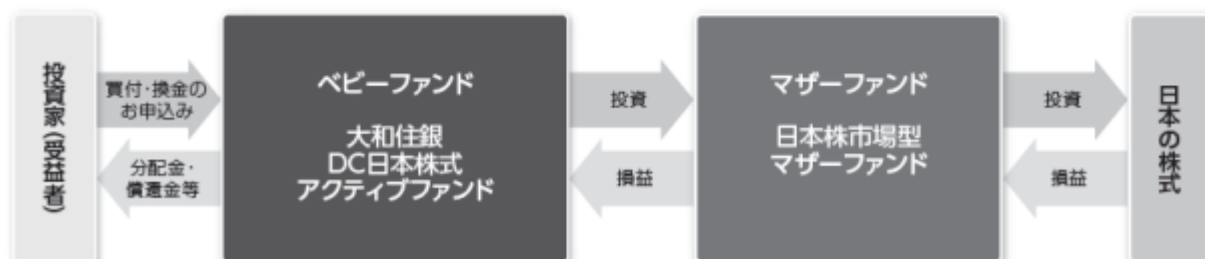 投資家(受益者)
買付・換金の
お申込み
分配金・
償還金等
ベビーファンド
大和住銀
DC日本株式
アクティブファンド
投資
損益
マザーファンド
日本株市場型
マザーファンド
投資
損益
日本の株式